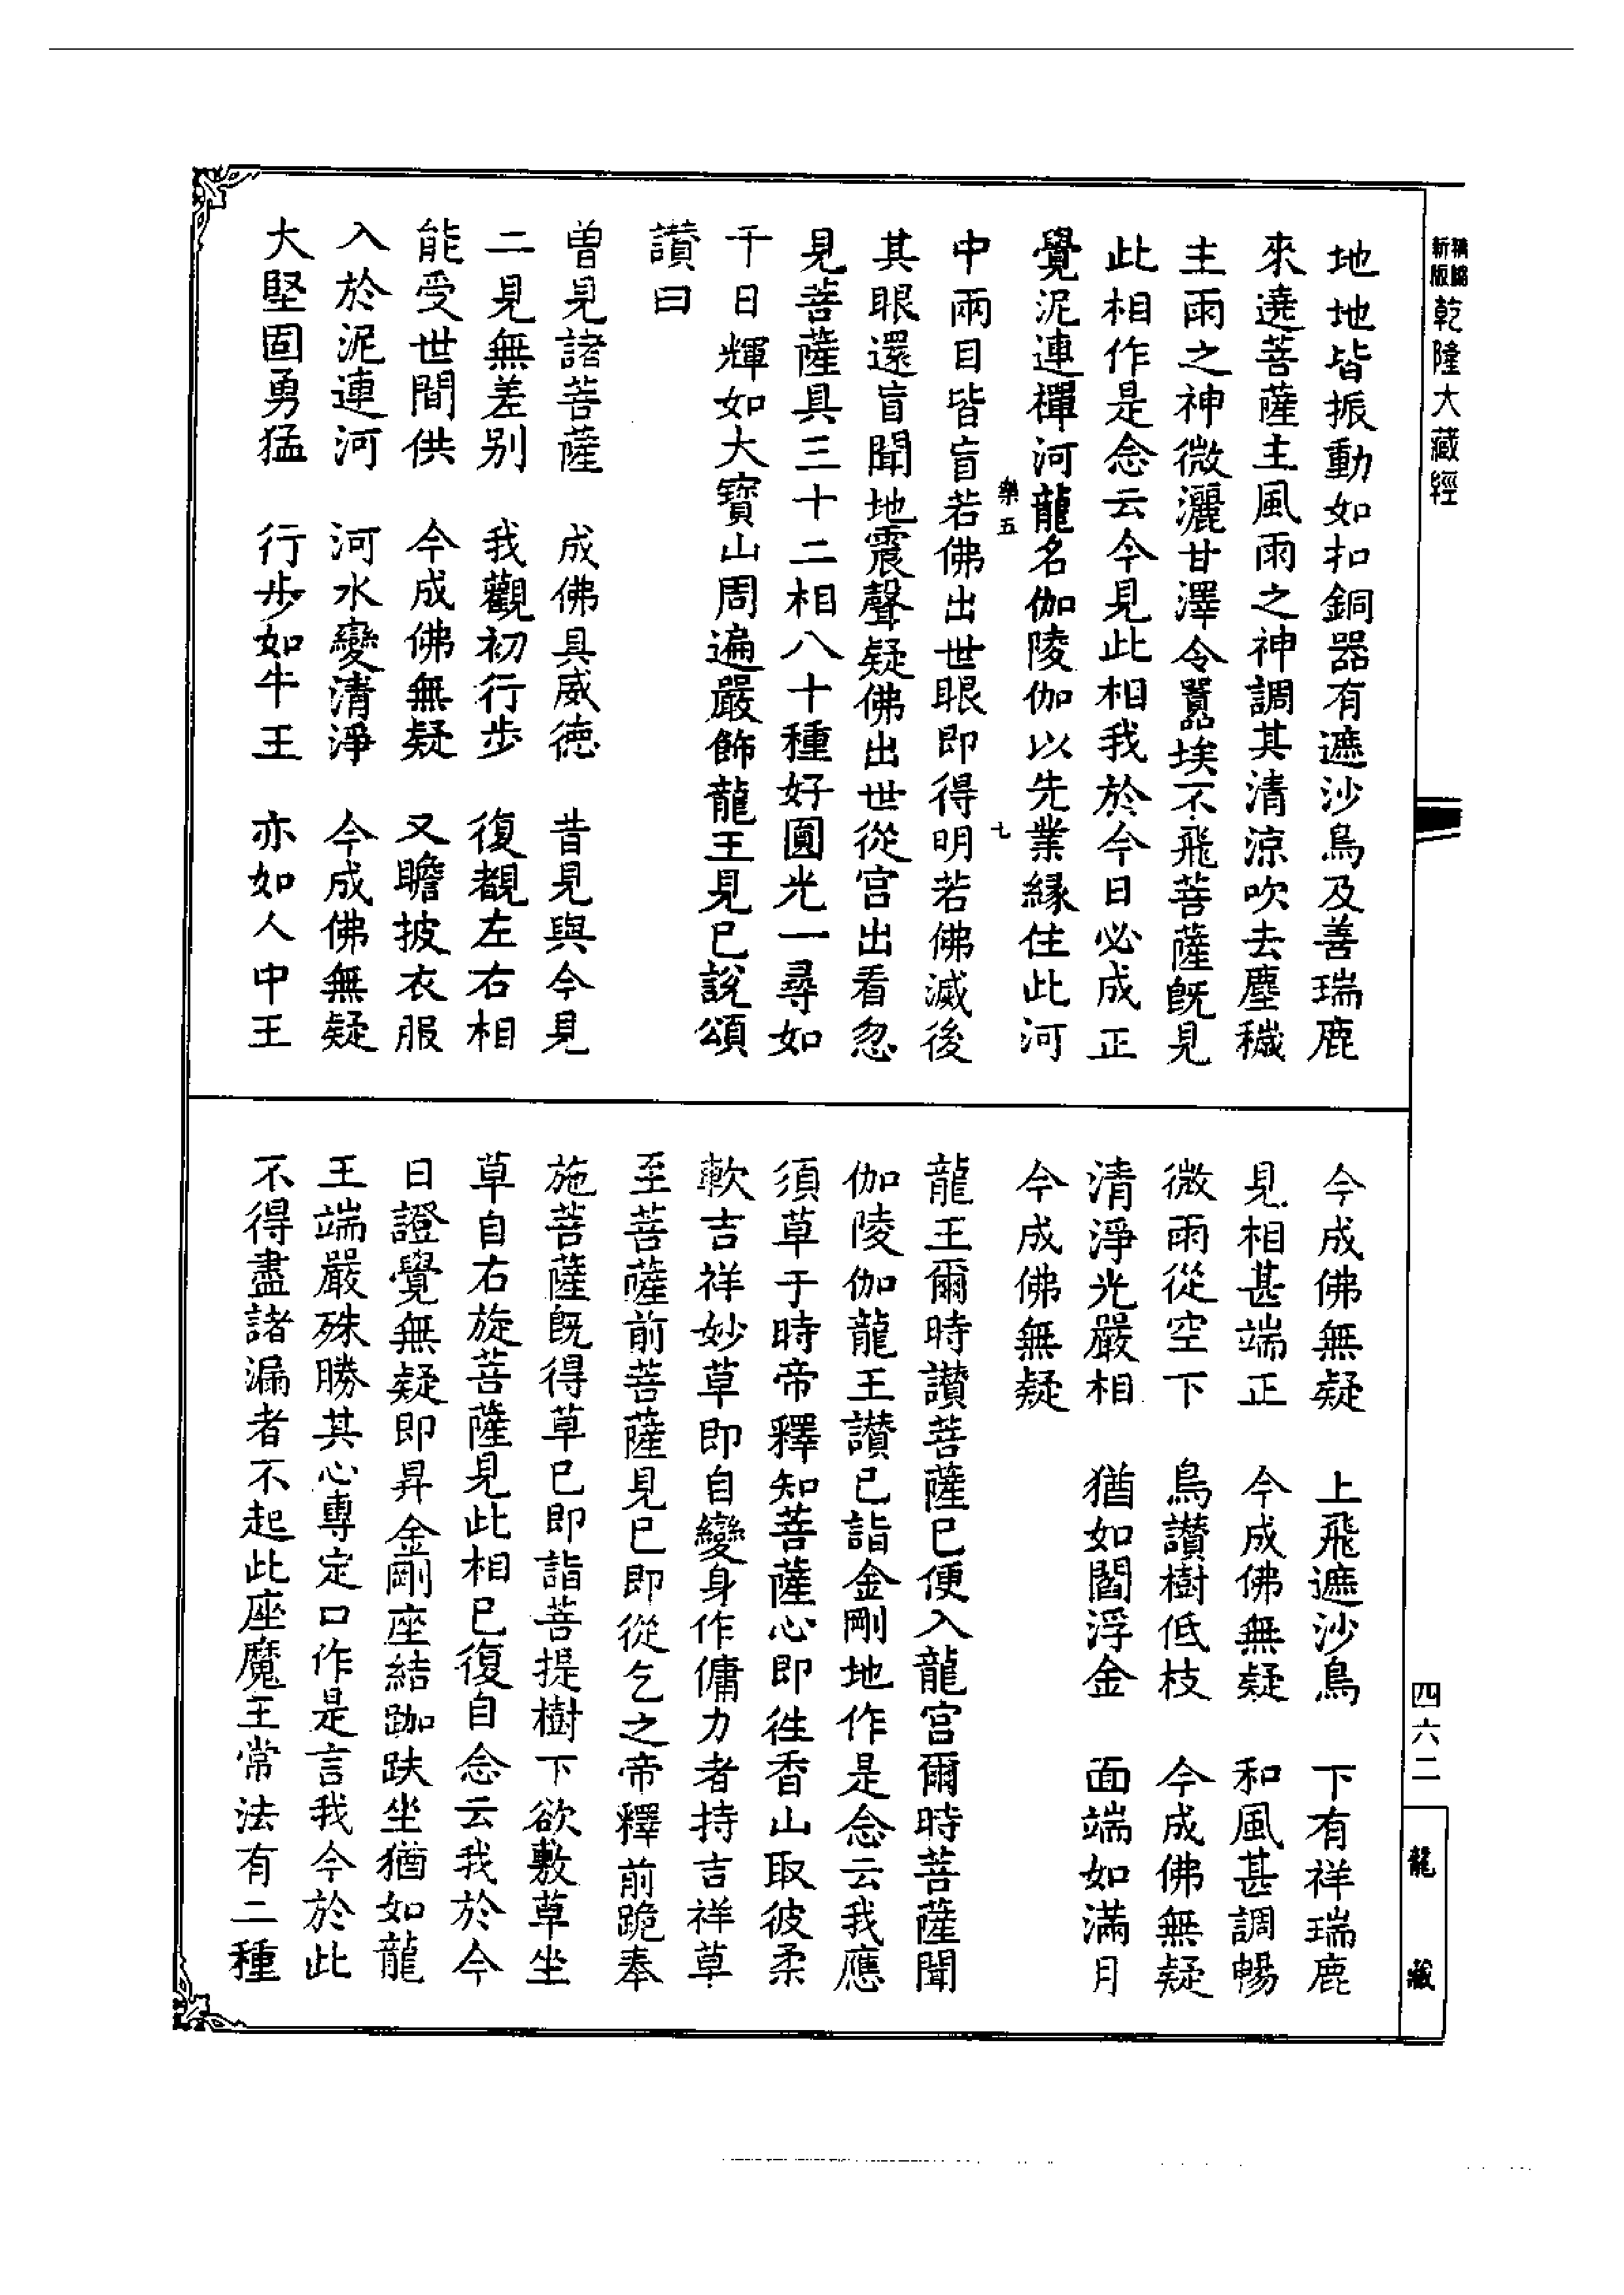 精縮
新版
乾隆大藏經
地地皆振動如扣銅器有遮沙鳥及善瑞鹿
來遶菩薩主風雨之神調其清涼吹去塵穢
主雨之神微灑甘澤令囂埃不飛菩薩既見
此相作是念云今見此相我於今日必成正
覺泥連禪河龍名伽陵伽以先業緣住此河
樂五
七
中兩目皆盲若佛出世眼即得明若佛滅後
其眼還盲聞地震聲疑佛出世從宮出看忽
見菩薩具三十二相八十種好圓光一尋如
千日輝如大寶山周遍嚴飾龍王見已說頌
讚曰
曾見諸菩薩　成佛具威德　昔見與今見
二見無差別　我觀初行步　復覩左右相
能受世間供　今成佛無疑　又瞻披衣服
入於泥連河　河水變清淨　今成佛無疑
大堅固勇猛　行步如牛王　亦如人中王
今成佛無疑　上飛遮沙鳥　下有祥瑞鹿
見相甚端正　今成佛無疑　和風甚調暢
微雨從空下　鳥讚樹低枝　今成佛無疑
清淨光嚴相　猶如閻浮金　面端如滿月
今成佛無疑
龍王爾時讚菩薩已便入龍宮爾時菩薩聞
伽陵伽龍王讚已詣金剛地作是念云我應
須草于時帝釋知菩薩心即往香山取彼柔
軟吉祥妙草即自變身作傭力者持吉祥草
至菩薩前菩薩見已即從乞之帝釋前跪奉
施菩薩既得草已即詣菩提樹下欲敷草坐
草自右旋菩薩見此相已復自念云我於今
日證覺無疑即昇金剛座結跏趺坐猶如龍
王端嚴殊勝其心專定口作是言我今於此
不得盡諸漏者不起此座魔王常法有二種
四六二
龍藏